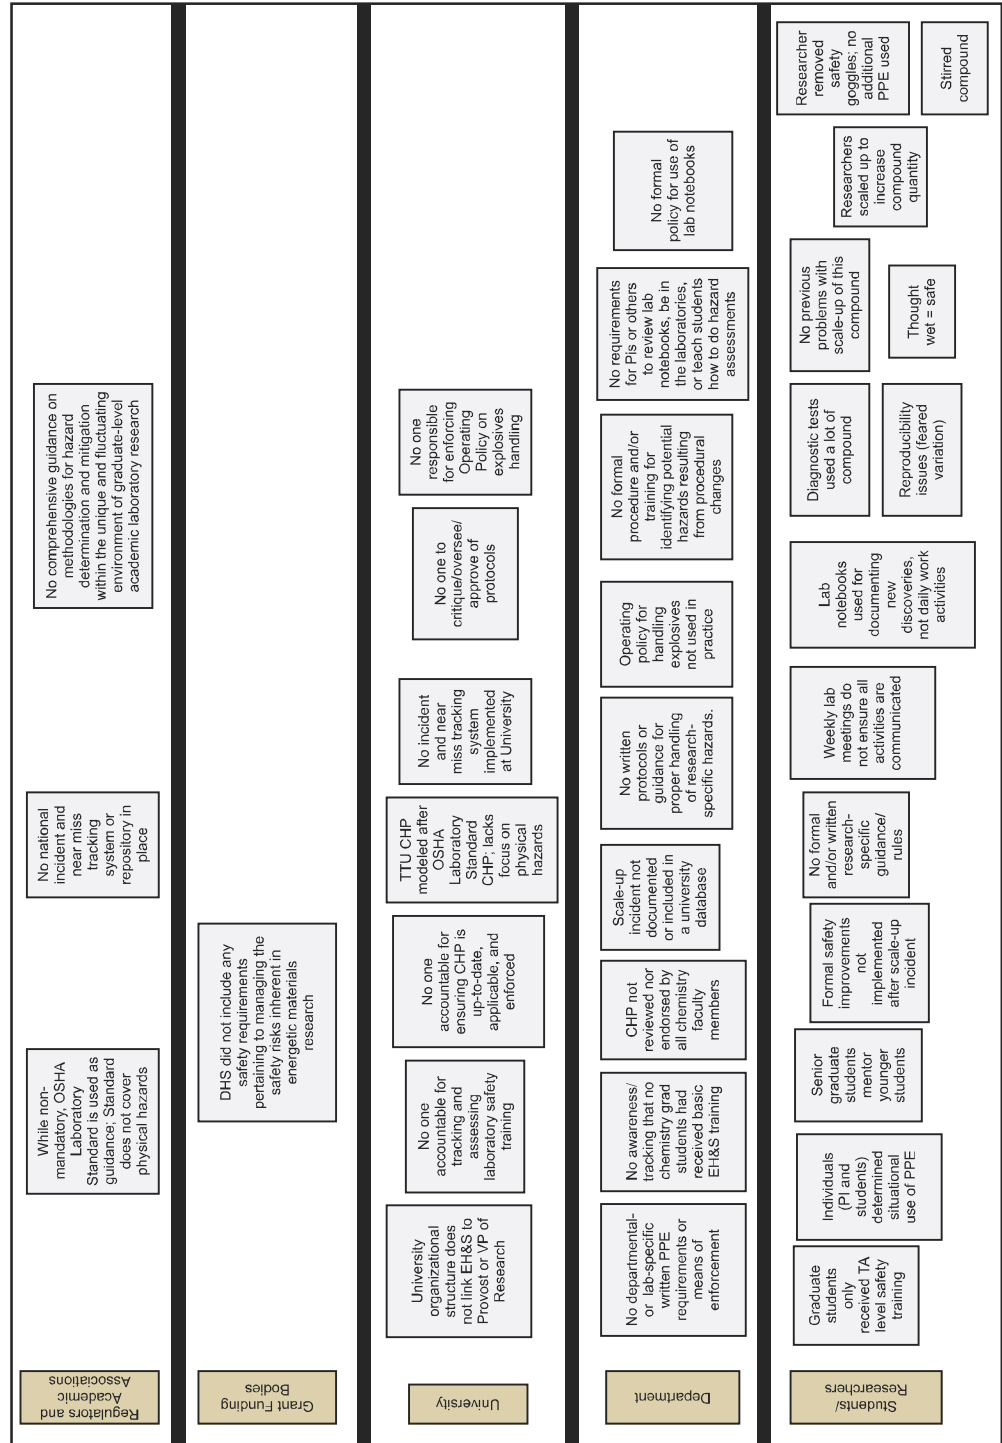 Regulators and
Academic
Associations
While non-
mandatory, OSHA
Laboratory
Standard is used as
guidance; Standard
does not cover
physical hazards
No national
incident and
near miss
tracking
system or
repository in
place
No comprehensive guidance on
methodologies for hazard
determination and mitigation
within the unique and fluctuating
environment of graduate-level
academic laboratory research
Grant Funding
Bodies
DHS did not include any
safety requirements
pertaining to managing the
safety risks inherent in
energetic materials
research
University
University
organizational
structure does
not link EH&S to
Provost or VP of
Research
No one
accountable for
tracking and
assessing
laboratory safety
training
No one
accountable for
ensuring CHP is
up-to-date,
applicable, and
enforced
TTU CHP
modeled after
OSHA
Laboratory
Standard
CHP; lacks
focus on
physical
hazards
No incident
and near
miss tracking
system
implemented
at University
No one to
critique/oversee/
approve of
protocols
No one
responsible
for enforcing
Operating
Policy on
explosives
handling
Department
No departmental-
or lab-specific
written PPE
requirements or
means of
enforcement
No awareness/
tracking that no
chemistry grad
students had
received basic
EH&S training
CHP not
reviewed nor
endorsed by
all chemistry
faculty
members
Scale-up
incident not
documented
or included in
a university
database
No written
protocols or
guidance for
proper handling
of research-
specific hazards.
Operating
policy for
handling
explosives
not used in
practice
No formal
procedure and/or
training for
identifying potential
hazards resulting
from procedural
changes
No requirements
for Pis or others
to review lab
notebooks, be in
the laboratories,
or teach students
how to do hazard
assessments
No formal
policy for use of
lab notebooks
Students/
Researchers
Graduate
students
only
received TA
level safety
training
Individuals
(PI and
students)
determined
situational
use of PPE
Senior
graduate
students
mentor
younger
students
Formal safety
improvements
not
implemented
after scale-up
incident
No formal
and/or written
research-
specific
guidance/
rules
Weekly lab
meetings do
not ensure all
activities are
communicated
Lab
notebooks
used for
documenting
new
discoveries,
not daily work
activities
Diagnostic tests
used a lot of
compound
Reproducibility
issues (feared
variation)
No previous
problems with
scale-up of this
compound
Thought
wet = safe
Researchers
scaled up to
increase
compound
quantity
Researcher
removed
safety
goggles; no
additional
PPE used
Stirred
compound